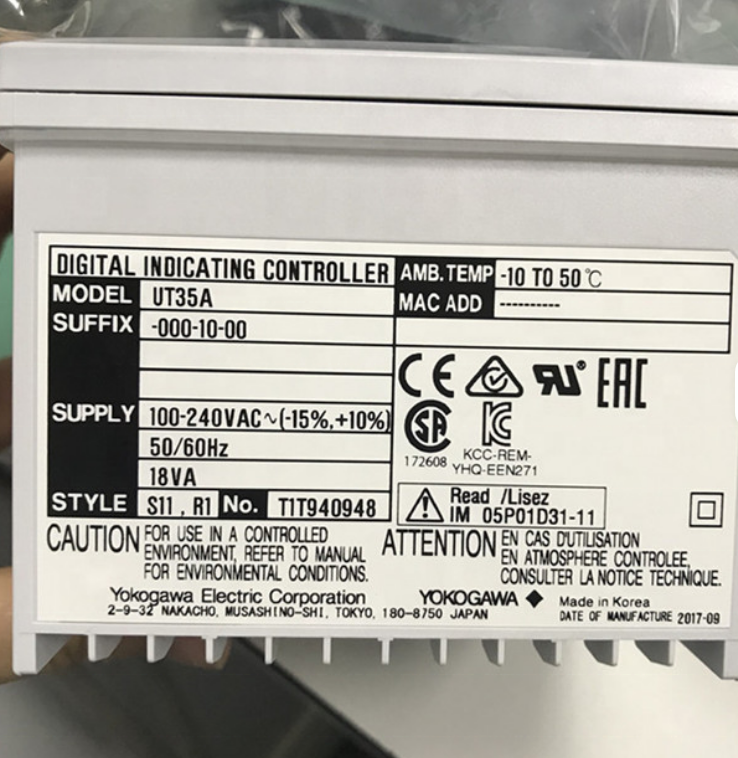 DIGITAL INDICATING CONTROLLER
MODEL UT35A
SUFFIX -000-10-00
SUPPLY 100-240VAC~(-15%,+10%)
50/60Hz
18VA
STYLE S11 , R1 No. T1T940948
AMB.TEMP -10 TO 50℃
MAC ADD ----------
CE EAC
172608
KCC-REM-
YHQ-EEN271
Read /Lisez
IM 05P01D31-11
CAUTION FOR USE IN A CONTROLLED
ENVIRONMENT, REFER TO MANUAL
FOR ENVIRONMENTAL CONDITIONS.
ATTENTION EN CAS D'UTILISATION
EN ATMOSPHERE CONTROLEE,
CONSULTER LA NOTICE TECHNIQUE.
Yokogawa Electric Corporation
2-9-32 NAKACHO, MUSASHINO-SHI, TOKYO, 180-8750 JAPAN
YOKOGAWA ◆
Made in Korea
DATE OF MANUFACTURE 2017-09